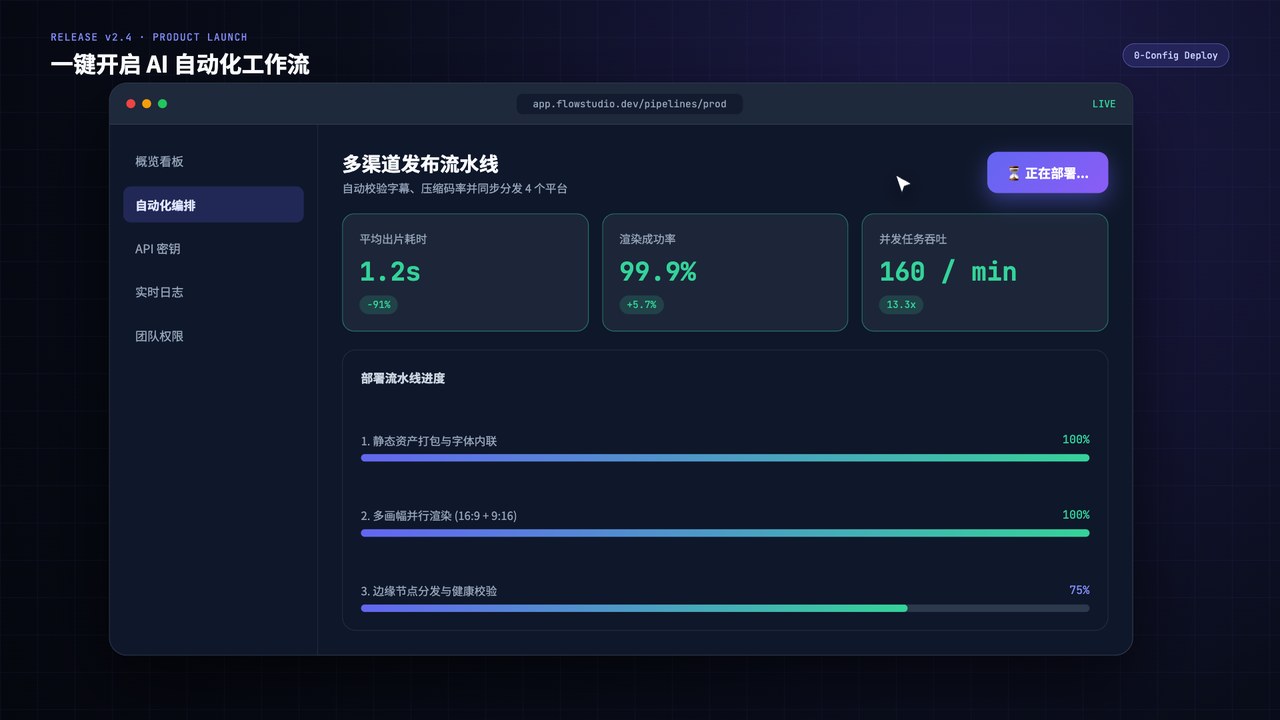 RELEASE v2.4 · PRODUCT LAUNCH
一键开启 AI 自动化工作流
0-Config Deploy
app.flowstudio.dev/pipelines/prod
LIVE
概览看板
自动化编排
API 密钥
实时日志
团队权限
多渠道发布流水线
自动校验字幕、压缩码率并同步分发 4 个平台
⏳ 正在部署...
平均出片耗时
1.2s
-91%
渲染成功率
99.9%
+5.7%
并发任务吞吐
160 / min
13.3x
部署流水线进度
1. 静态资产打包与字体内联
100%
2. 多画幅并行渲染 (16:9 + 9:16)
100%
3. 边缘节点分发与健康校验
75%